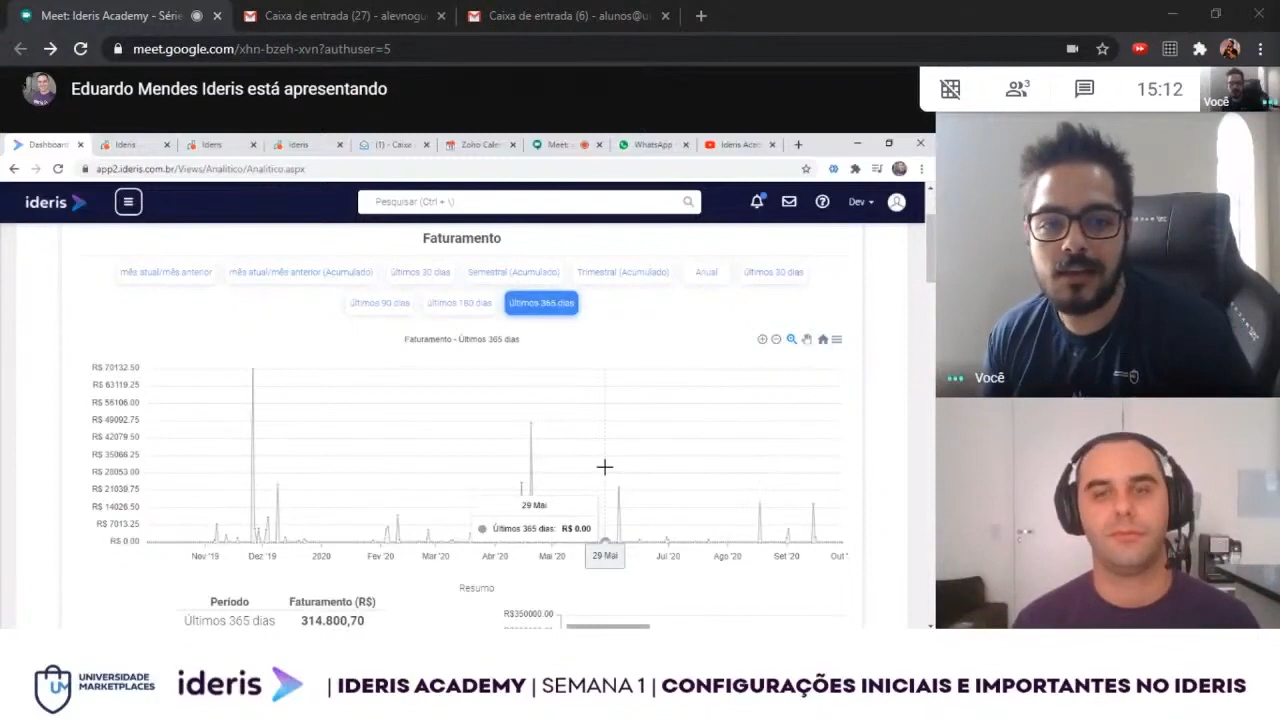 Meet: Ideris Academy - Série
Caixa de entrada (27) - alevnogu
Caixa de entrada (6) - alunos@u
meet.google.com/xhn-bzeh-xvn?authuser=5
Eduardo Mendes Ideris está apresentando
3
15:12
Você
Dashboard
Ideris
Ideris
Ideris
(1) - Caixa
Zoho Caler
Meet:
WhatsApp
Ideris Acac
app2.ideris.com.br/Views/Analitico/Analitico.aspx
ideris
Pesquisar (Ctrl + \)
Dev
Faturamento
mês atual/mês anterior
mês atual/mês anterior (Acumulado)
últimos 30 dias
Semestral (Acumulado)
Trimestral (Acumulado)
Anual
últimos 30 dias
últimos 90 dias
últimos 180 dias
últimos 365 dias
Faturamento - Últimos 365 dias
R$ 70132.50
R$ 63119.25
R$ 56106.00
R$ 49092.75
R$ 42079.50
R$ 35066.25
R$ 28053.00
R$ 21039.75
R$ 14026.50
R$ 7013.25
R$ 0.00
29 Mai
Últimos 365 dias: R$ 0.00
Nov '19
Dez '19
2020
Fev '20
Mar '20
Abr '20
Mai '20
29 Mai
Jul '20
Ago '20
Set '20
Out '
Resumo
Período
Faturamento (R$)
Últimos 365 dias
314.800,70
R$350000.00
Você
UM
UNIVERSIDADE
MARKETPLACES
ideris
| IDERIS ACADEMY | SEMANA 1 | CONFIGURAÇÕES INICIAIS E IMPORTANTES NO IDERIS